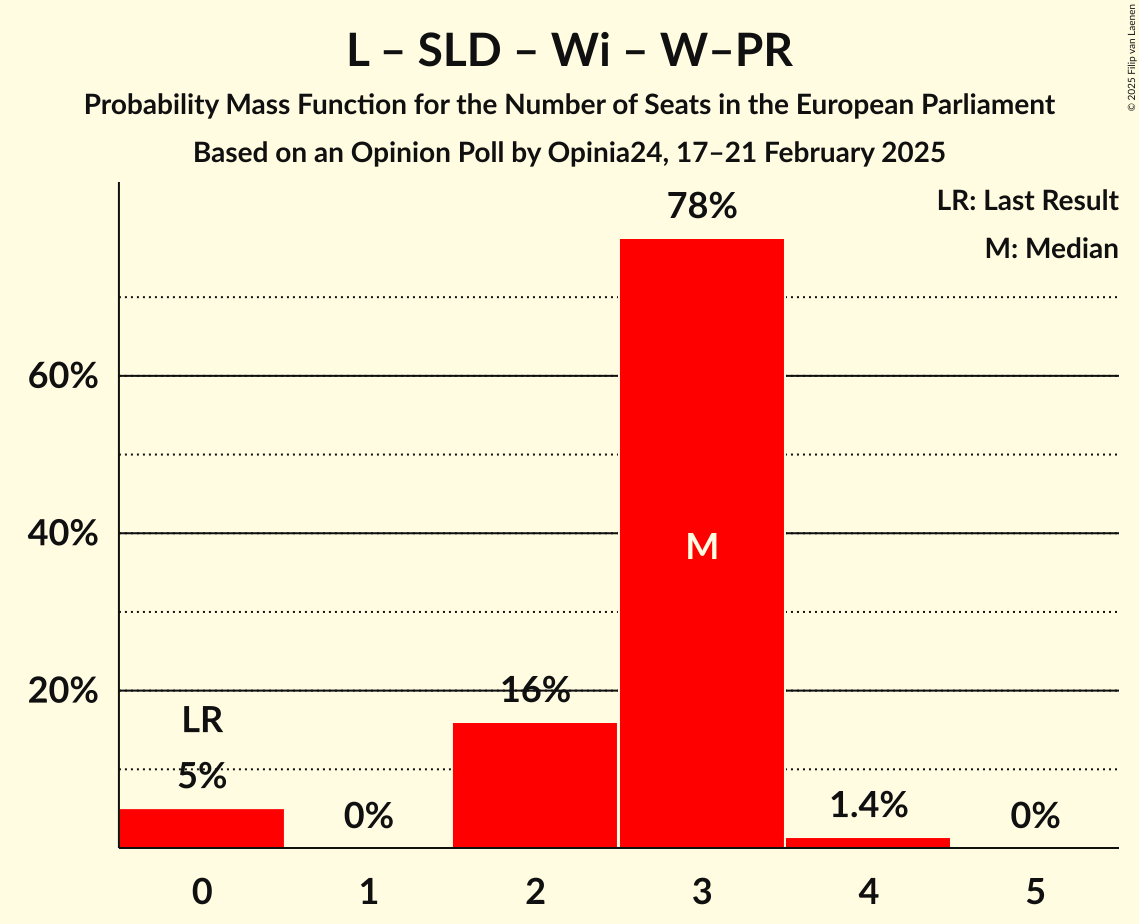 L – SLD – Wi – W–PR
Probability Mass Function for the Number of Seats in the European Parliament
Based on an Opinion Poll by Opinia24, 17–21 February 2025
© 2025 Filip van Laenen
LR: Last Result
M: Median
78%
60%
40%
20%
M
16%
LR
5%
0%
1.4%
0%
0 1 2 3 4 5